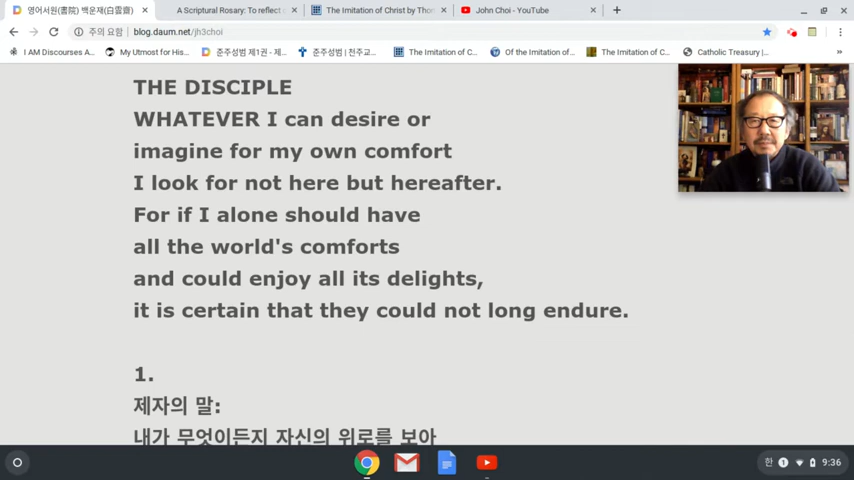 영어서원(書院) 백운재(白雲齋)
A Scriptural Rosary: To reflect
The Imitation of Christ by Thom
John Choi - YouTube
주의 요함
blog.daum.net/jh3choi
I AM Discourses A...
My Utmost for His...
준주성범 제1권 - 제...
준주성범 | 천주교...
The Imitation of C...
Of the Imitation of...
The Imitation of C...
Catholic Treasury |...
THE DISCIPLE
WHATEVER I can desire or
imagine for my own comfort
I look for not here but hereafter.
For if I alone should have
all the world's comforts
and could enjoy all its delights,
it is certain that they could not long endure.
1.
제자의 말:
내가 무엇이든지 자신의 위로를 보아
한
1
9:36